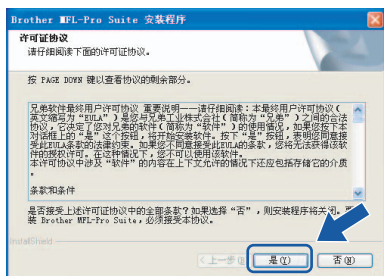 Brother MFL-Pro Suite 安装程序
许可证协议
请仔细阅读下面的许可证协议。
按 PAGE DOWN 键以查看协议的剩余部分。
兄弟软件最终用户许可协议 重要说明——请仔细阅读：本最终用户许可协议（
英文缩写为“EULA”）是您与兄弟工业株式会社（简称为“兄弟”）之间的合法
协议，它决定了您对兄弟的软件（简称为“软件”）的使用情况，如果您按下本
对话框上的“是”这个按钮，将开始安装软件。按下“是”按钮，表明您同意接
受此EULA条款的法律约束。如果您不同意接受此EULA的条款，您将无法获得该软
件的授权许可。在这种情况下，您不可以使用该软件。
本许可协议中涉及“软件”的内容在上下文允许的情况下还应包括存储它的介质
。
条款和条件
是否接受上述许可证协议中的全部条款？如果选择“否”，则安装程序将关闭。要
装 Brother MFL-Pro Suite，必须接受本协议。
InstallShield
<上一步(B)
是(Y)
否(N)